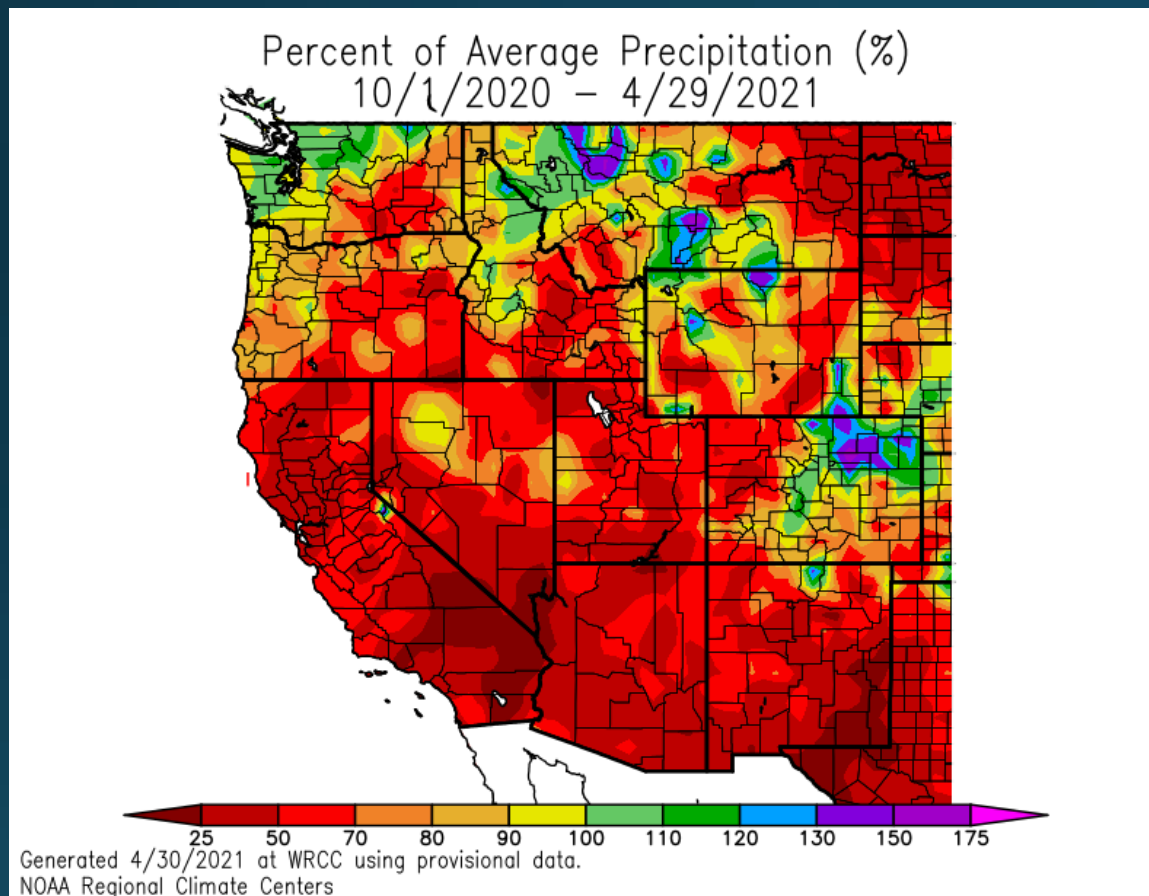 Percent of Average Precipitation (%)
10/1/2020 – 4/29/2021
25 50 70 80 90 100 110 120 130 150 175
Generated 4/30/2021 at WRCC using provisional data.
NOAA Regional Climate Centers